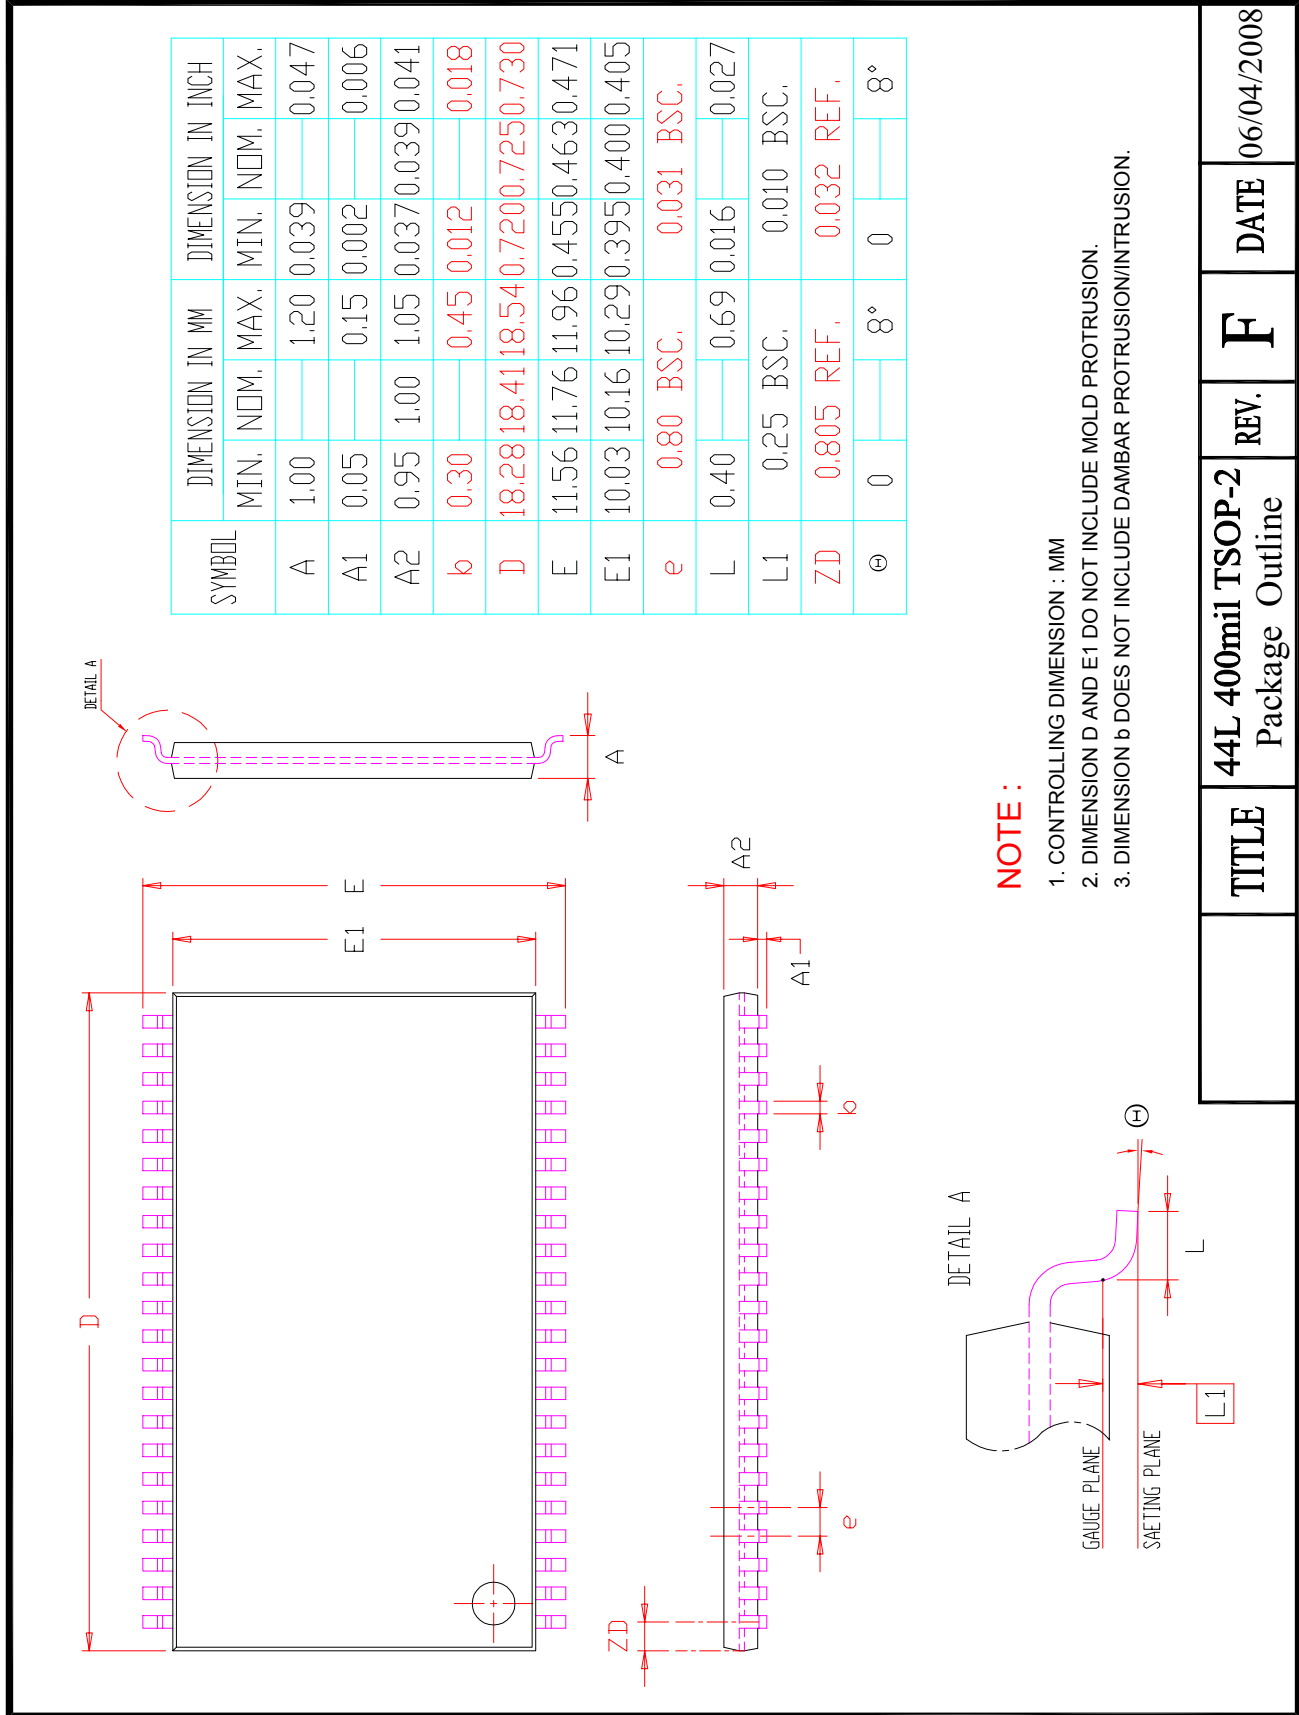 DETAIL A
D
E
E1
A
ZD
e
b
A1
A2
SYMBOL DIMENSION IN MM DIMENSION IN INCH
MIN. NOM. MAX. MIN. NOM. MAX.
A 1.00 1.20 0.039 0.047
A1 0.05 0.15 0.002 0.006
A2 0.95 1.00 1.05 0.037 0.039 0.041
b 0.30 0.45 0.012 0.018
D 18.28 18.41 18.54 0.720 0.725 0.730
E 11.56 11.76 11.96 0.455 0.463 0.471
E1 10.03 10.16 10.29 0.395 0.400 0.405
e 0.80 BSC. 0.031 BSC.
L 0.40 0.69 0.016 0.027
L1 0.25 BSC. 0.010 BSC.
ZD 0.805 REF. 0.032 REF.
Θ 0 8° 0 8°
DETAIL A
GAUGE PLANE
SAETING PLANE
L1
L
Θ
NOTE :
1. CONTROLLING DIMENSION : MM
2. DIMENSION D AND E1 DO NOT INCLUDE MOLD PROTRUSION.
3. DIMENSION b DOES NOT INCLUDE DAMBAR PROTRUSION/INTRUSION.
TITLE 44L 400mil TSOP-2 REV. F DATE 06/04/2008
Package Outline